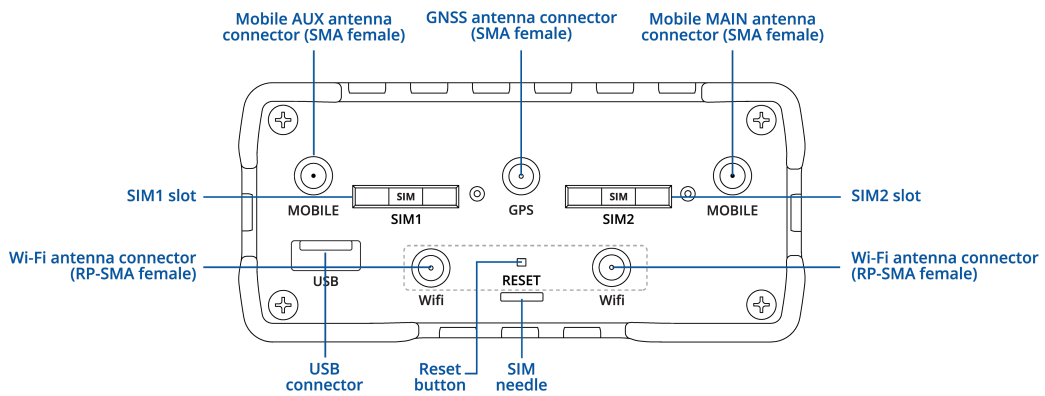 Mobile AUX antenna
connector (SMA female)
GNSS antenna connector
(SMA female)
Mobile MAIN antenna
connector (SMA female)
SIM1 slot
SIM
SIM
SIM2 slot
MOBILE
SIM1
GPS
SIM2
MOBILE
Wi-Fi antenna connector
(RP-SMA female)
USB
Wifi
RESET
Wifi
Wi-Fi antenna connector
(RP-SMA female)
USB
connector
Reset
button
SIM
needle